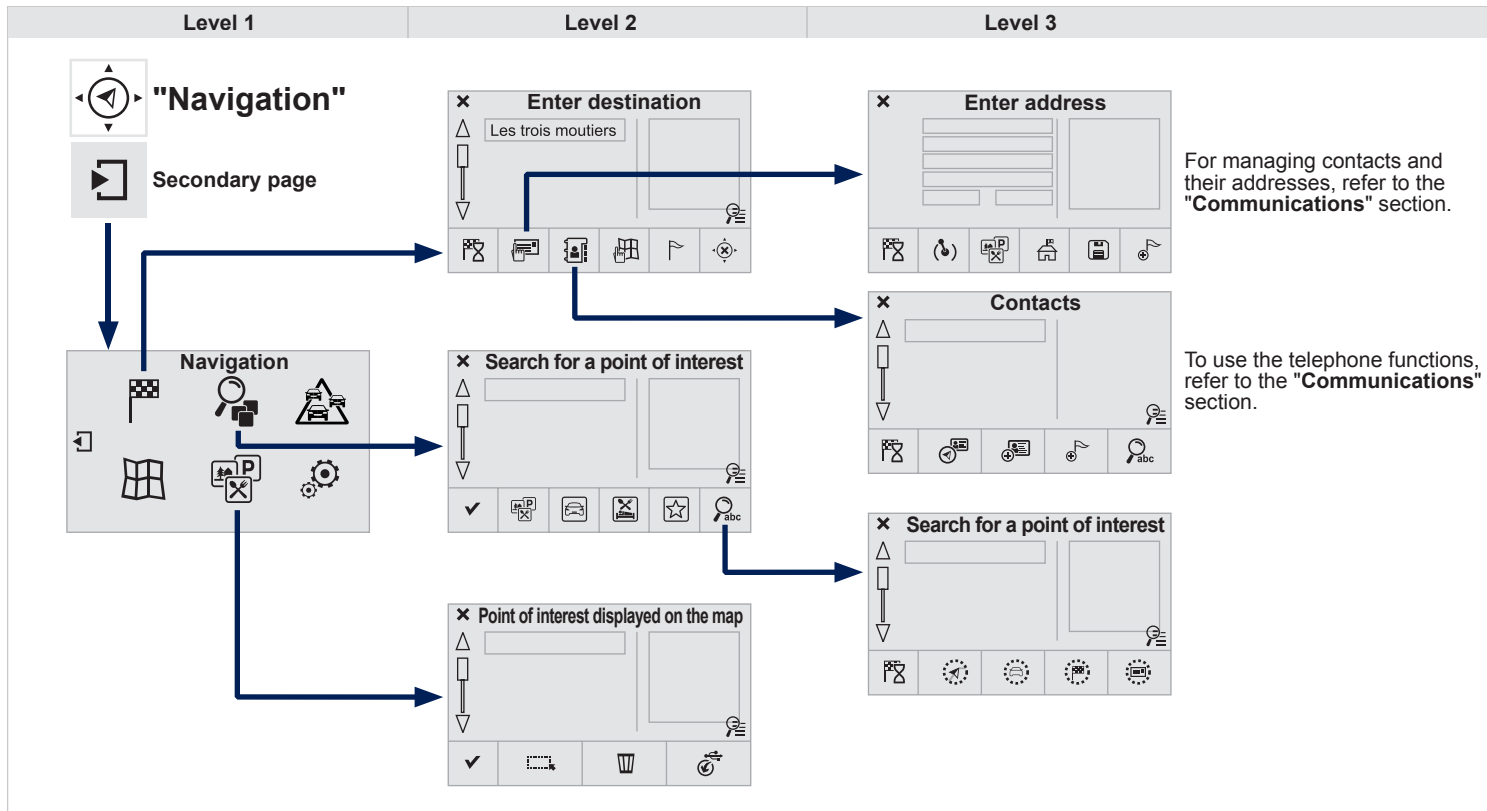 Level 1
Level 2
Level 3
"Navigation"
Secondary page
Navigation
P
Enter destination
Les trois moutiers
Search for a point of interest
P
abc
Point of interest displayed on the map
Enter address
P
For managing contacts and
their addresses, refer to the
"Communications" section.
Contacts
abc
To use the telephone functions,
refer to the "Communications"
section.
Search for a point of interest